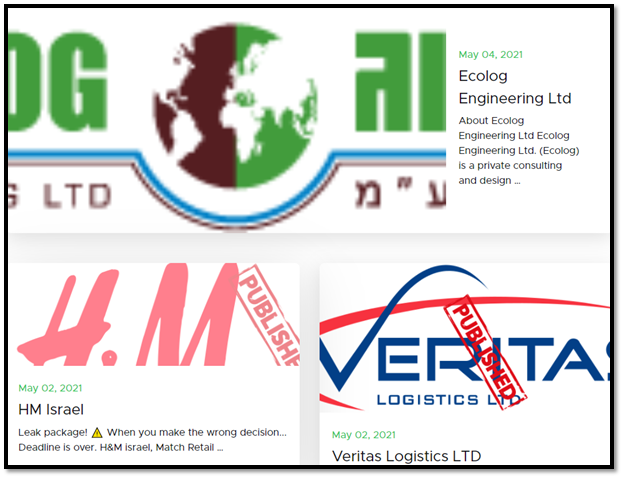 OG
G LTD
ע"מ
May 04, 2021
Ecolog
Engineering Ltd
About Ecolog
Engineering Ltd Ecolog
Engineering Ltd. (Ecolog)
is a private consulting
and design ...
H&M
PUBLISHE
May 02, 2021
HM Israel
Leak package! ⚠ When you make the wrong decision...
Deadline is over. H&M israel, Match Retail ...
VERITAS
LOGISTICS LTD
PUBLISHED
May 02, 2021
Veritas Logistics LTD